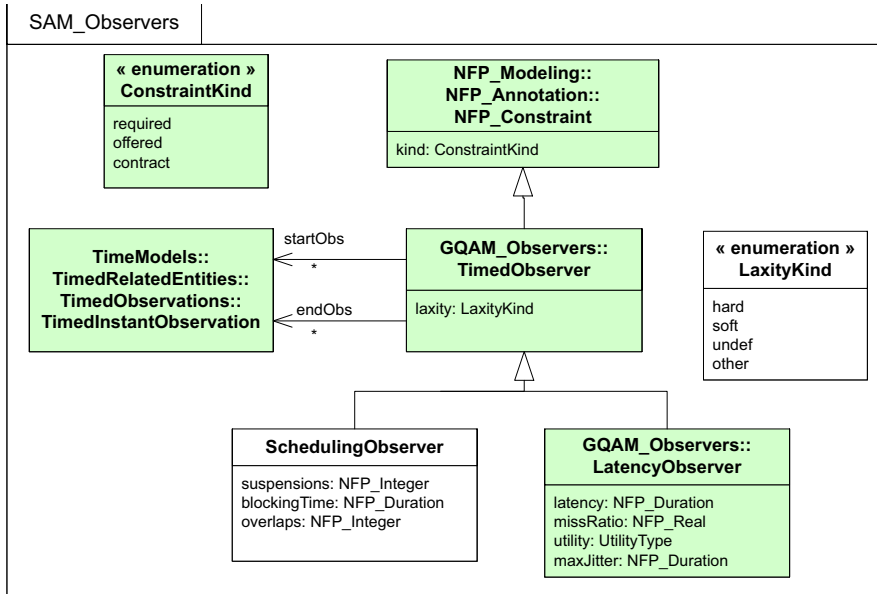 SAM_Observers
« enumeration »
ConstraintKind
required
offered
contract
NFP_Modeling::
NFP_Annotation::
NFP_Constraint
kind: ConstraintKind
TimeModels::
TimedRelatedEntities::
TimedObservations::
TimedInstantObservation
startObs
*
endObs
*
GQAM_Observers::
TimedObserver
laxity: LaxityKind
« enumeration »
LaxityKind
hard
soft
undef
other
SchedulingObserver
suspensions: NFP_Integer
blockingTime: NFP_Duration
overlaps: NFP_Integer
GQAM_Observers::
LatencyObserver
latency: NFP_Duration
missRatio: NFP_Real
utility: UtilityType
maxJitter: NFP_Duration